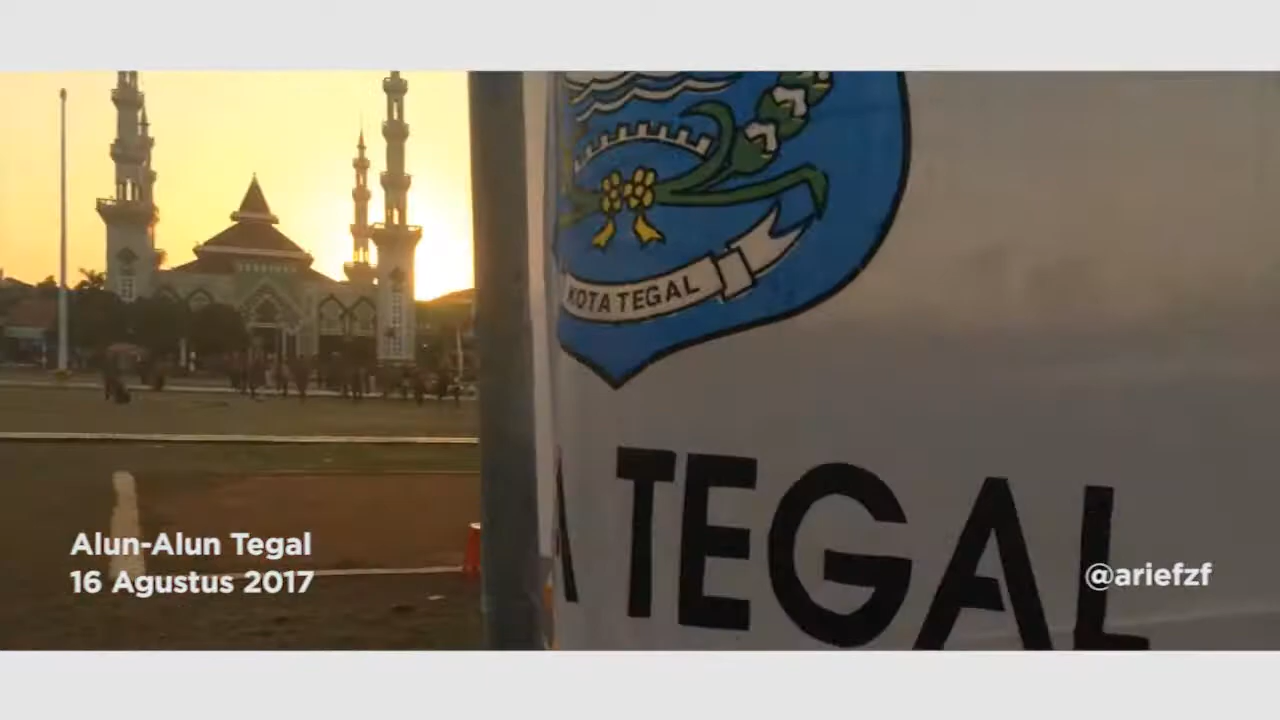 KOTA TEGAL
A TEGAL
Alun-Alun Tegal
16 Agustus 2017
@ariefzf